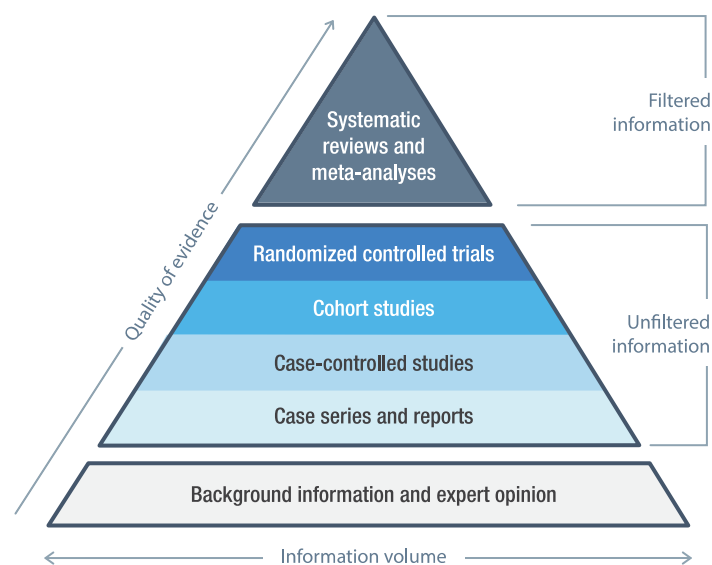 Systematic
reviews and
meta-analyses
Filtered
information
Quality of evidence
Randomized controlled trials
Cohort studies
Case-controlled studies
Case series and reports
Unfiltered
information
Background information and expert opinion
Information volume